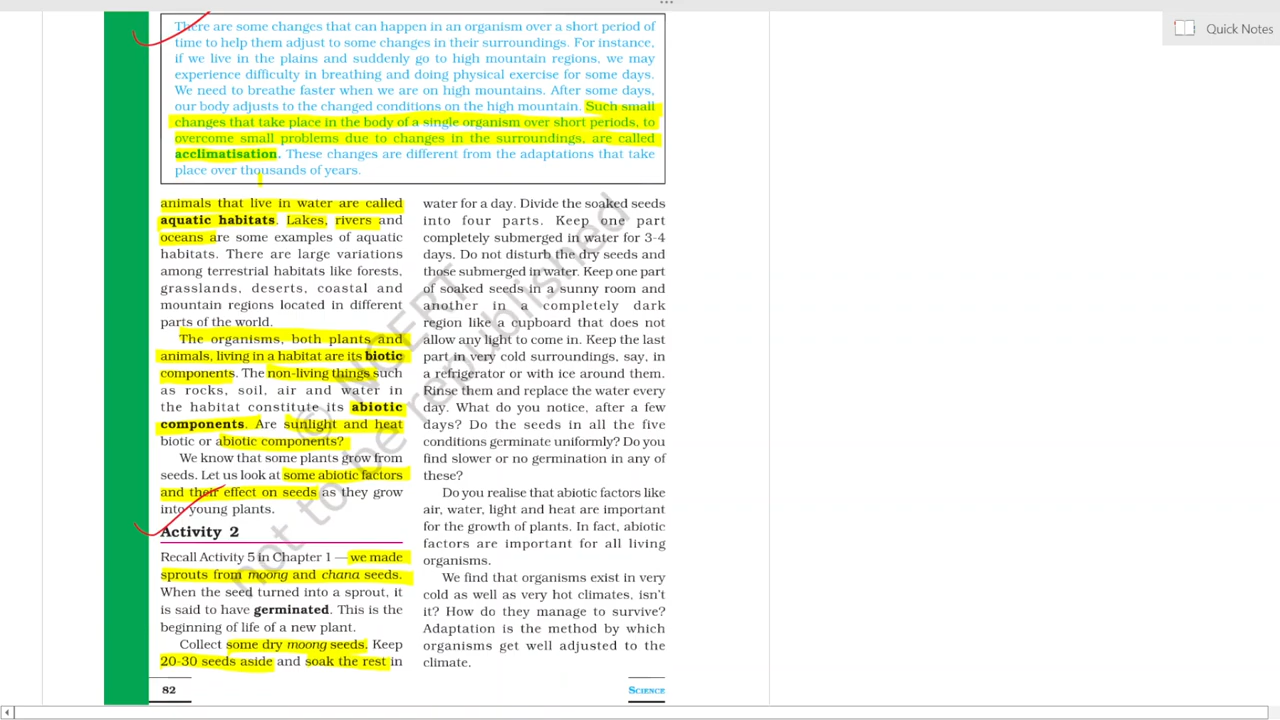 Quick Notes
There are some changes that can happen in an organism over a short period of
time to help them adjust to some changes in their surroundings. For instance,
if we live in the plains and suddenly go to high mountain regions, we may
experience difficulty in breathing and doing physical exercise for some days.
We need to breathe faster when we are on high mountains. After some days,
our body adjusts to the changed conditions on the high mountain. Such small
changes that take place in the body of a single organism over short periods, to
overcome small problems due to changes in the surroundings, are called
acclimatisation. These changes are different from the adaptations that take
place over thousands of years.
animals that live in water are called
aquatic habitats. Lakes, rivers and
oceans are some examples of aquatic
habitats. There are large variations
among terrestrial habitats like forests,
grasslands, deserts, coastal and
mountain regions located in different
parts of the world.
The organisms, both plants and
animals, living in a habitat are its biotic
components. The non-living things such
as rocks, soil, air and water in
the habitat constitute its abiotic
components. Are sunlight and heat
biotic or abiotic components?
We know that some plants grow from
seeds. Let us look at some abiotic factors
and their effect on seeds as they grow
into young plants.
Activity 2
Recall Activity 5 in Chapter 1 — we made
sprouts from moong and chana seeds.
When the seed turned into a sprout, it
is said to have germinated. This is the
beginning of life of a new plant.
Collect some dry moong seeds. Keep
20-30 seeds aside and soak the rest in
water for a day. Divide the soaked seeds
into four parts. Keep one part
completely submerged in water for 3-4
days. Do not disturb the dry seeds and
those submerged in water. Keep one part
of soaked seeds in a sunny room and
another in a completely dark
region like a cupboard that does not
allow any light to come in. Keep the last
part in very cold surroundings, say, in
a refrigerator or with ice around them.
Rinse them and replace the water every
day. What do you notice, after a few
days? Do the seeds in all the five
conditions germinate uniformly? Do you
find slower or no germination in any of
these?
Do you realise that abiotic factors like
air, water, light and heat are important
for the growth of plants. In fact, abiotic
factors are important for all living
organisms.
We find that organisms exist in very
cold as well as very hot climates, isn't
it? How do they manage to survive?
Adaptation is the method by which
organisms get well adjusted to the
climate.
© NCERT
not to be republished
82
SCIENCE